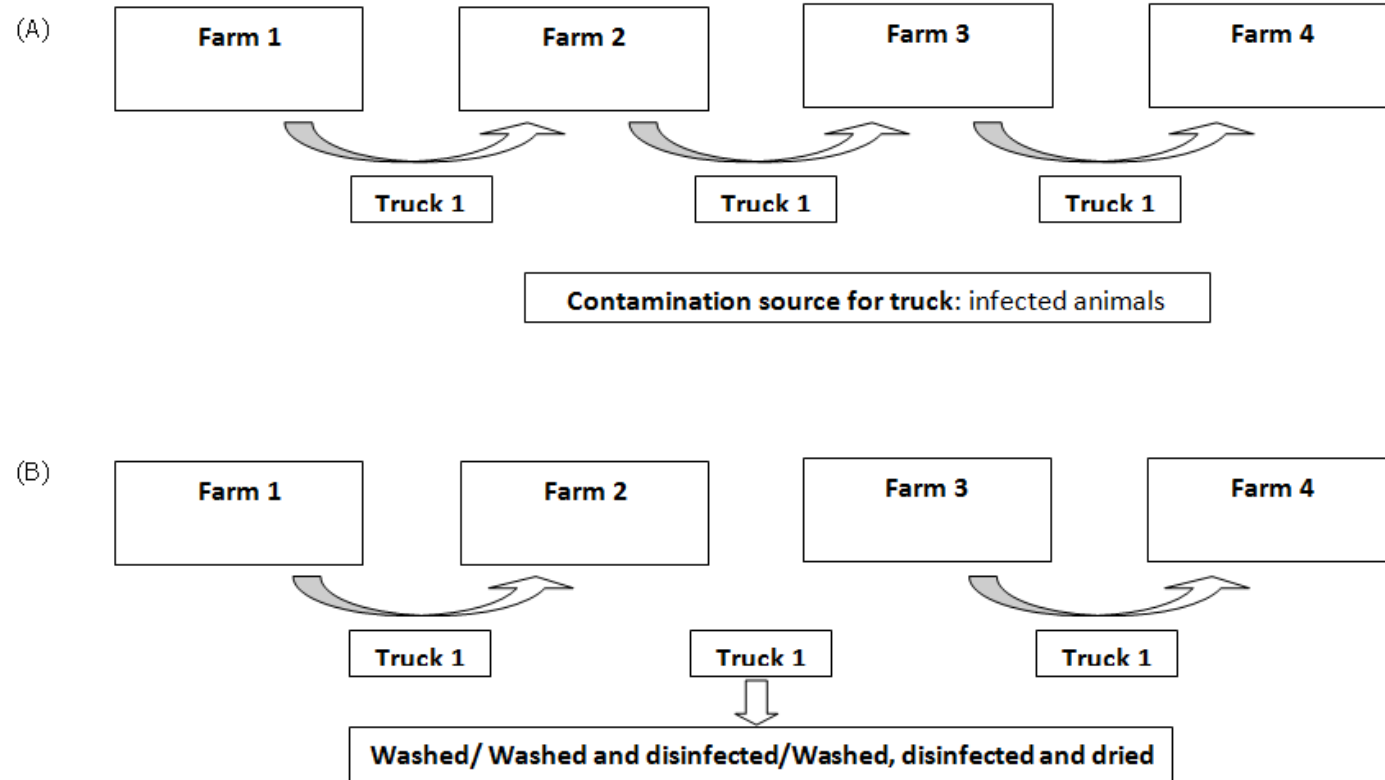 (A)
Farm 1
Farm 2
Farm 3
Farm 4
Truck 1
Truck 1
Truck 1
Contamination source for truck: infected animals
(B)
Farm 1
Farm 2
Farm 3
Farm 4
Truck 1
Truck 1
Truck 1
Washed/ Washed and disinfected/Washed, disinfected and dried